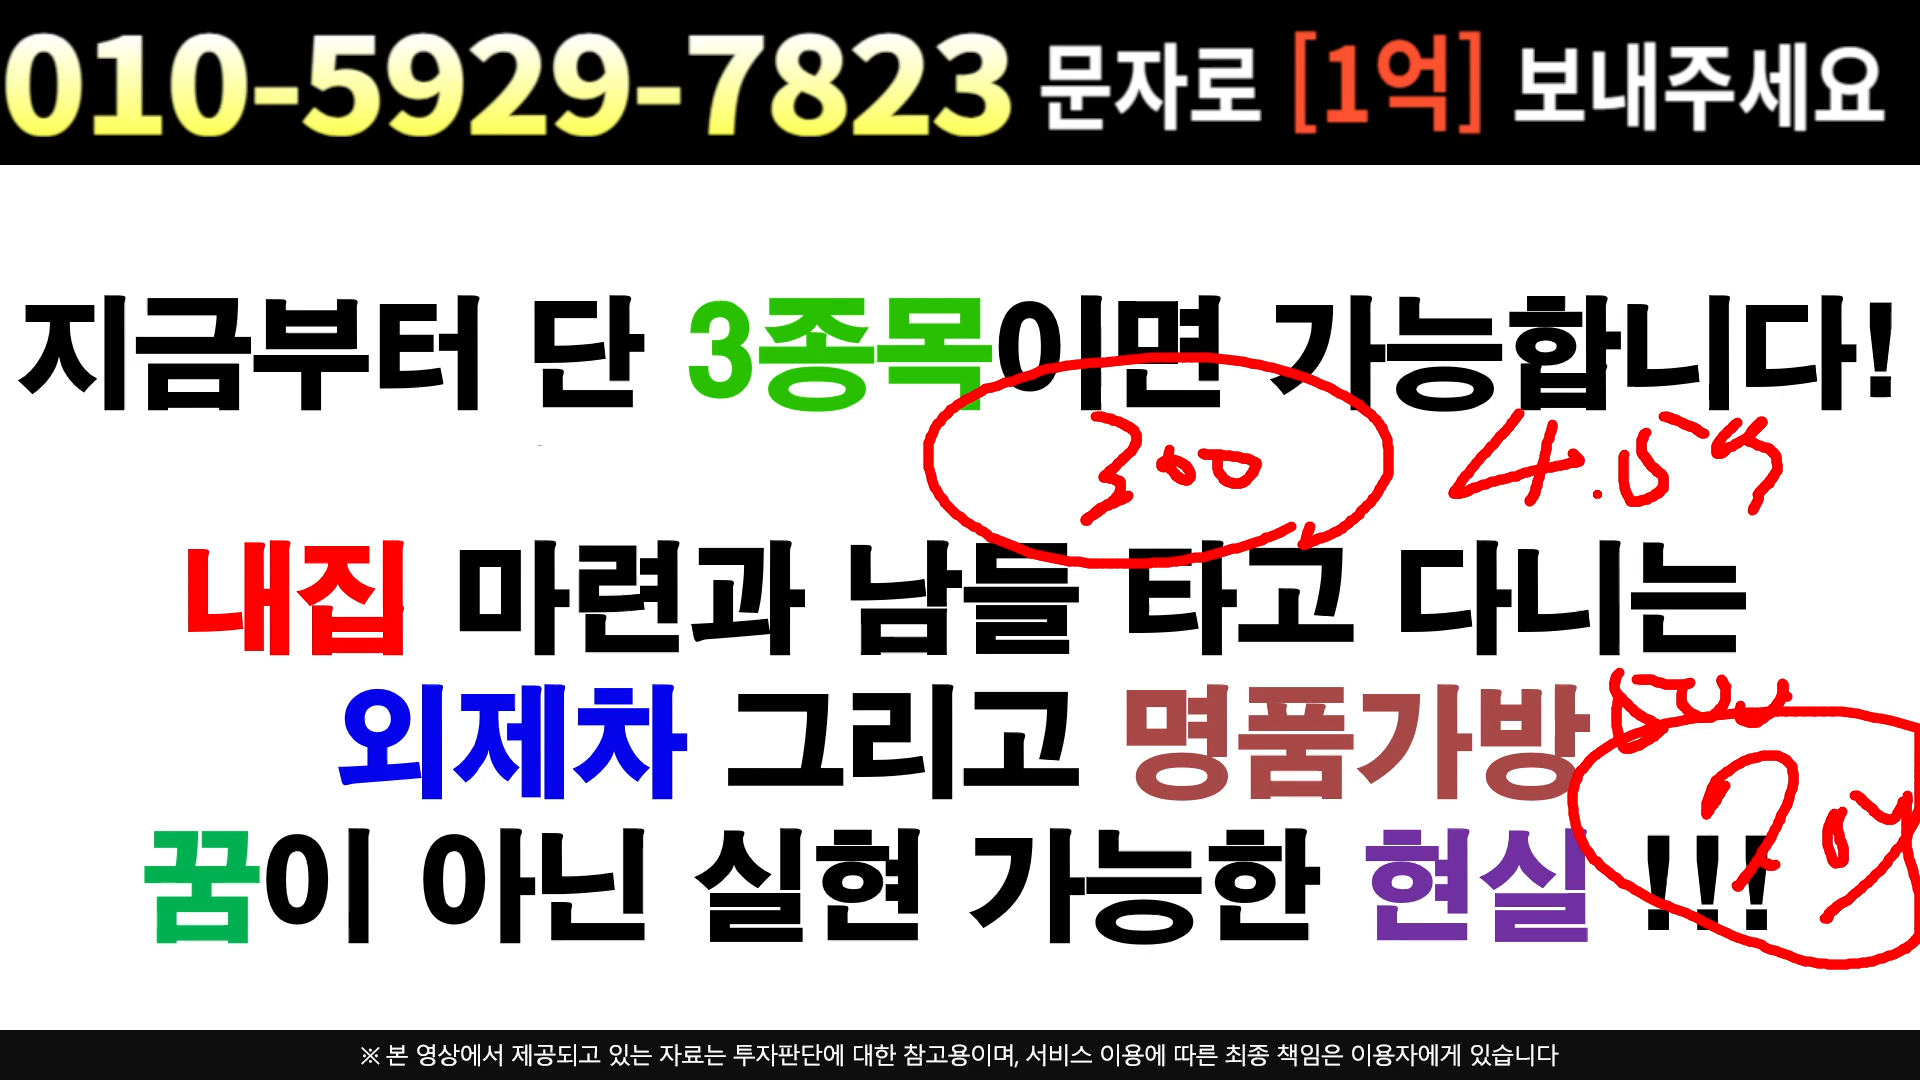 010-5929-7823 문자로 [1억] 보내주세요
지금부터 단 3종목이면 가능합니다!
300
4.5억
내집 마련과 남들 타고 다니는
외제차 그리고 명품가방
500
꿈이 아닌 실현 가능한 현실 !!!
※ 본 영상에서 제공되고 있는 자료는 투자판단에 대한 참고용이며, 서비스 이용에 따른 최종 책임은 이용자에게 있습니다